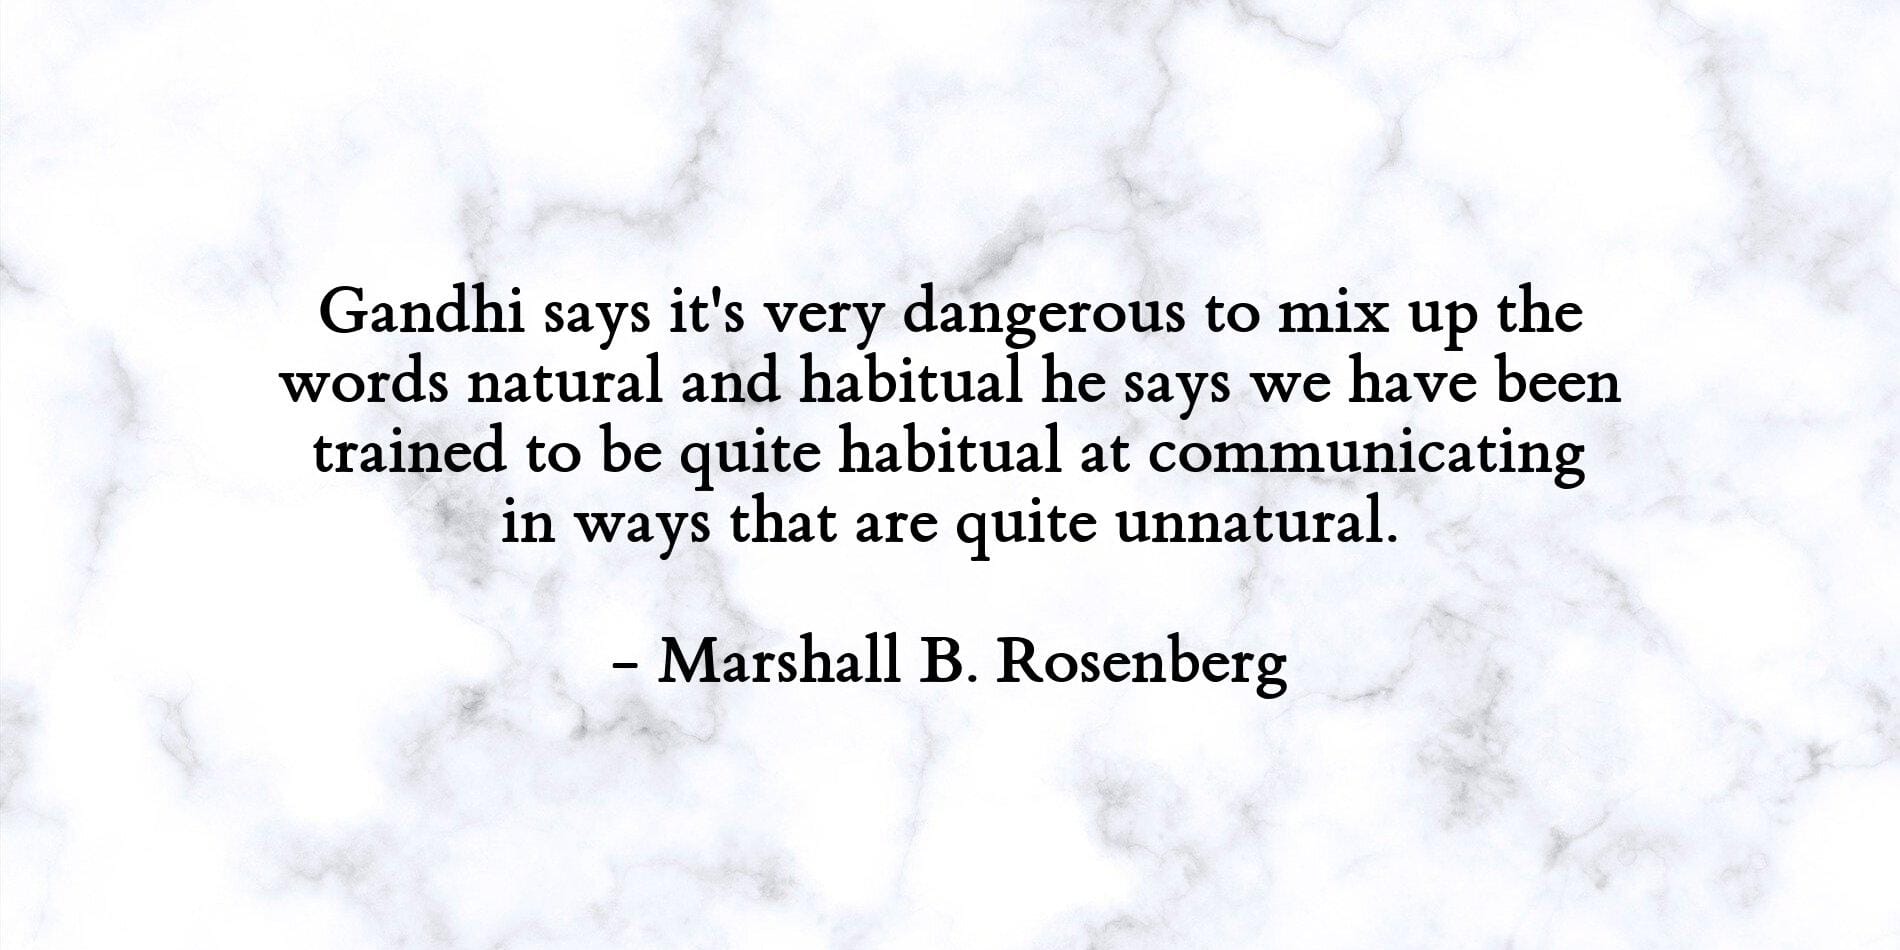 Gandhi says it's very dangerous to mix up the
words natural and habitual he says we have been
trained to be quite habitual at communicating
in ways that are quite unnatural.
– Marshall B. Rosenberg